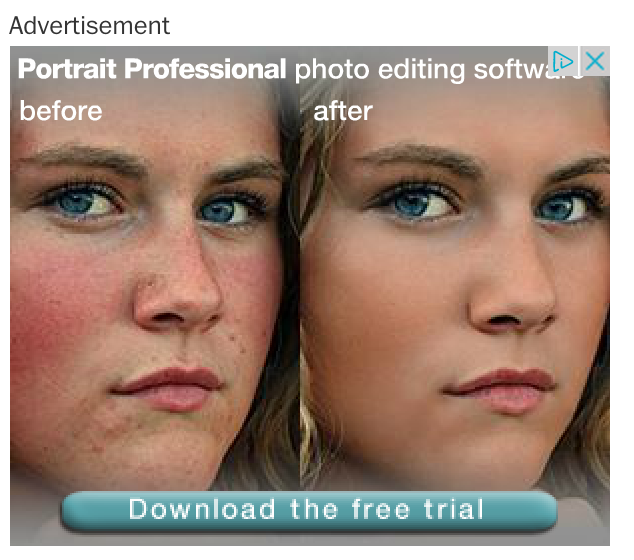 Advertisement
Portrait Professional photo editing
before
after
Download the free trial